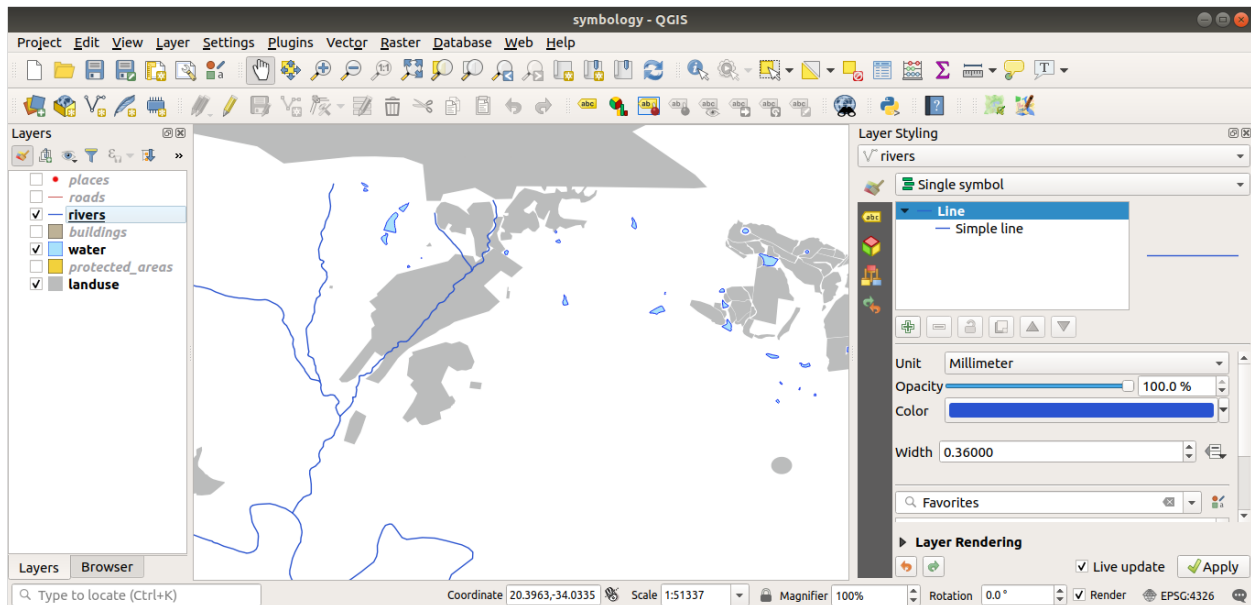 symbology - QGIS
Project Edit View Layer Settings Plugins Vector Raster Database Web Help
Layers
»
places
roads
rivers
buildings
water
protected_areas
landuse
Layers Browser
Layer Styling
rivers
Single symbol
Line
Simple line
Unit Millimeter
Opacity 100.0 %
Color
Width 0.36000
Favorites
Layer Rendering
Live update Apply
Type to locate (Ctrl+K) Coordinate 20.3963,-34.0335 Scale 1:51337 Magnifier 100% Rotation 0.0 ° Render EPSG:4326